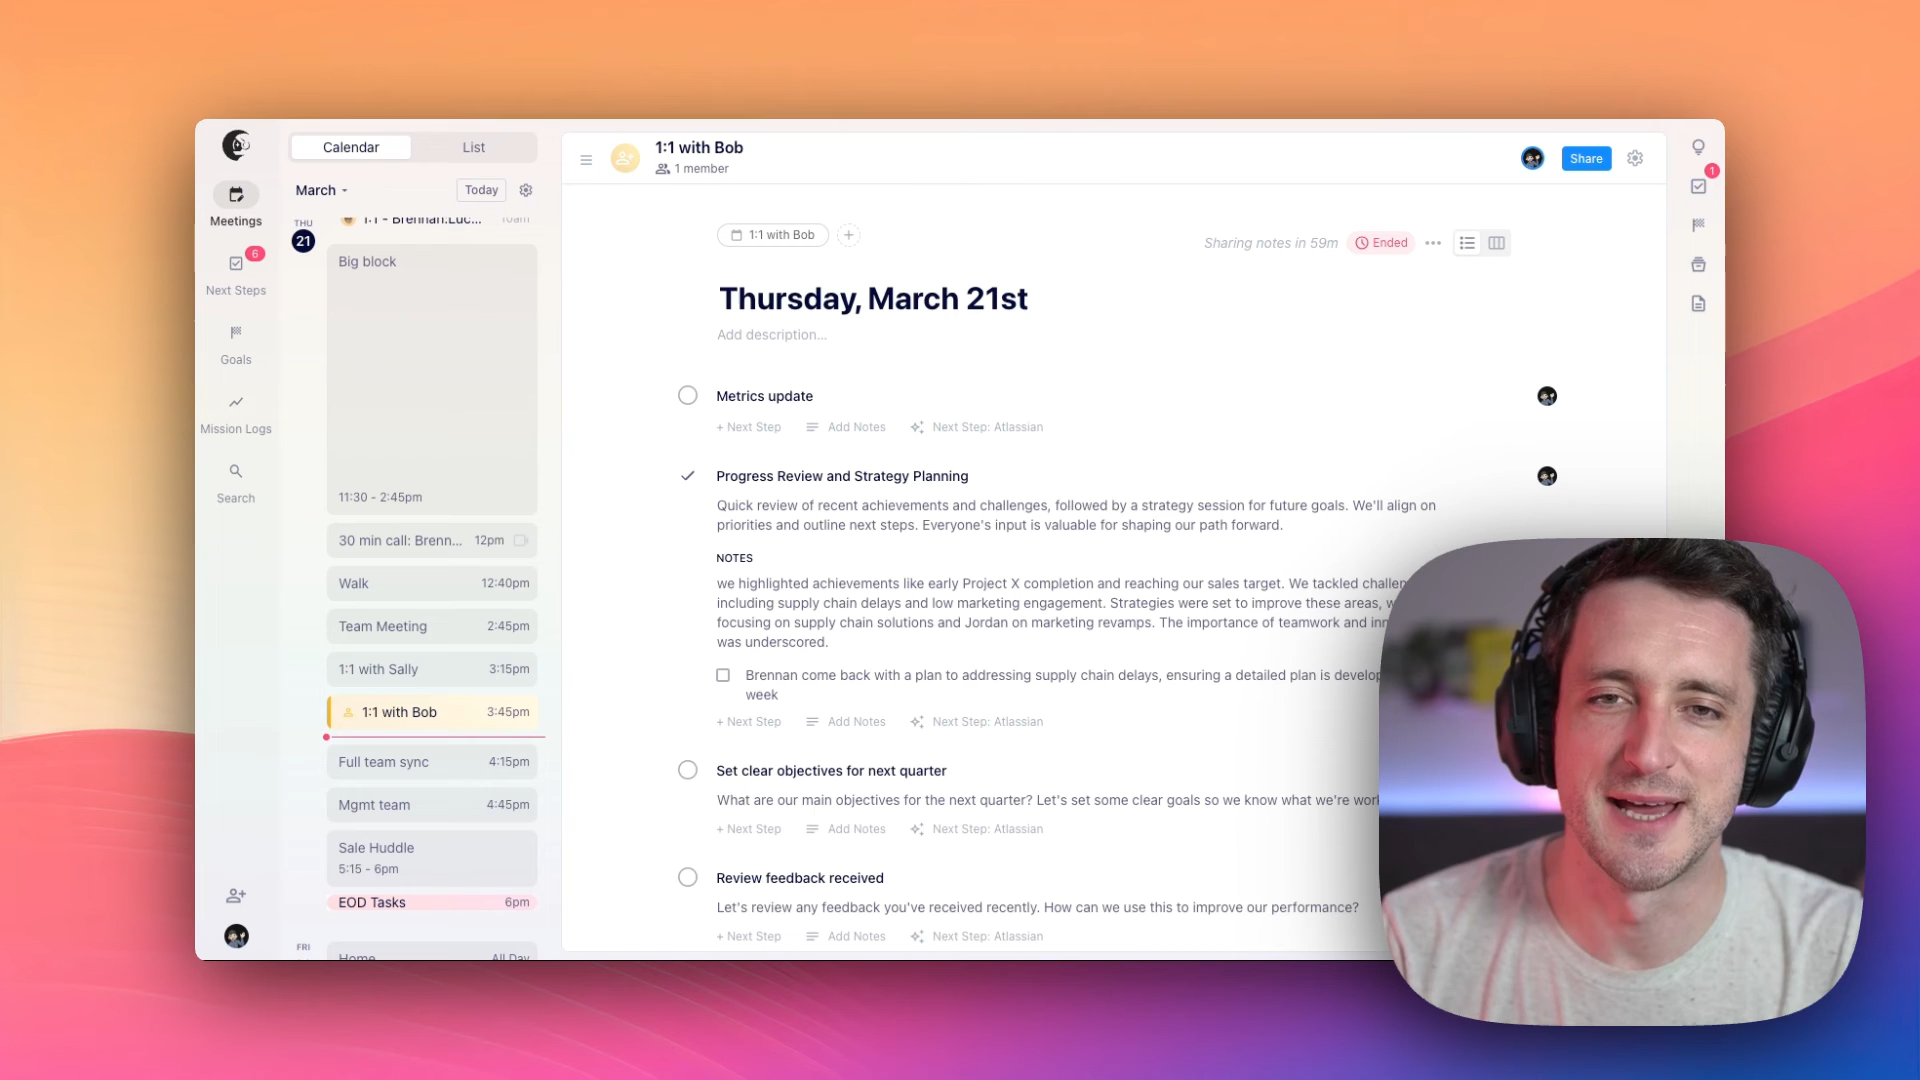 Meetings
6
Next Steps
Goals
Mission Logs
Search
Calendar
List
March
Today
THU
21
1:1 - Brennan.Luc... 10am
Big block
11:30 - 2:45pm
30 min call: Brenn... 12pm
Walk 12:40pm
Team Meeting 2:45pm
1:1 with Sally 3:15pm
1:1 with Bob 3:45pm
Full team sync 4:15pm
Mgmt team 4:45pm
Sale Huddle
5:15 - 6pm
EOD Tasks 6pm
FRI
Home All Day
1:1 with Bob
1 member
Share
1
1:1 with Bob
Sharing notes in 59m
Ended
Thursday, March 21st
Add description...
Metrics update
+ Next Step Add Notes Next Step: Atlassian
Progress Review and Strategy Planning
Quick review of recent achievements and challenges, followed by a strategy session for future goals. We'll align on
priorities and outline next steps. Everyone's input is valuable for shaping our path forward.
NOTES
we highlighted achievements like early Project X completion and reaching our sales target. We tackled
including supply chain delays and low marketing engagement. Strategies were set to improve these areas,
focusing on supply chain solutions and Jordan on marketing revamps. The importance of teamwork and
was underscored.
Brennan come back with a plan to addressing supply chain delays, ensuring a detailed plan is
week
+ Next Step Add Notes Next Step: Atlassian
Set clear objectives for next quarter
What are our main objectives for the next quarter? Let's set some clear goals so we know what we're
+ Next Step Add Notes Next Step: Atlassian
Review feedback received
Let's review any feedback you've received recently. How can we use this to improve our performance?
+ Next Step Add Notes Next Step: Atlassian